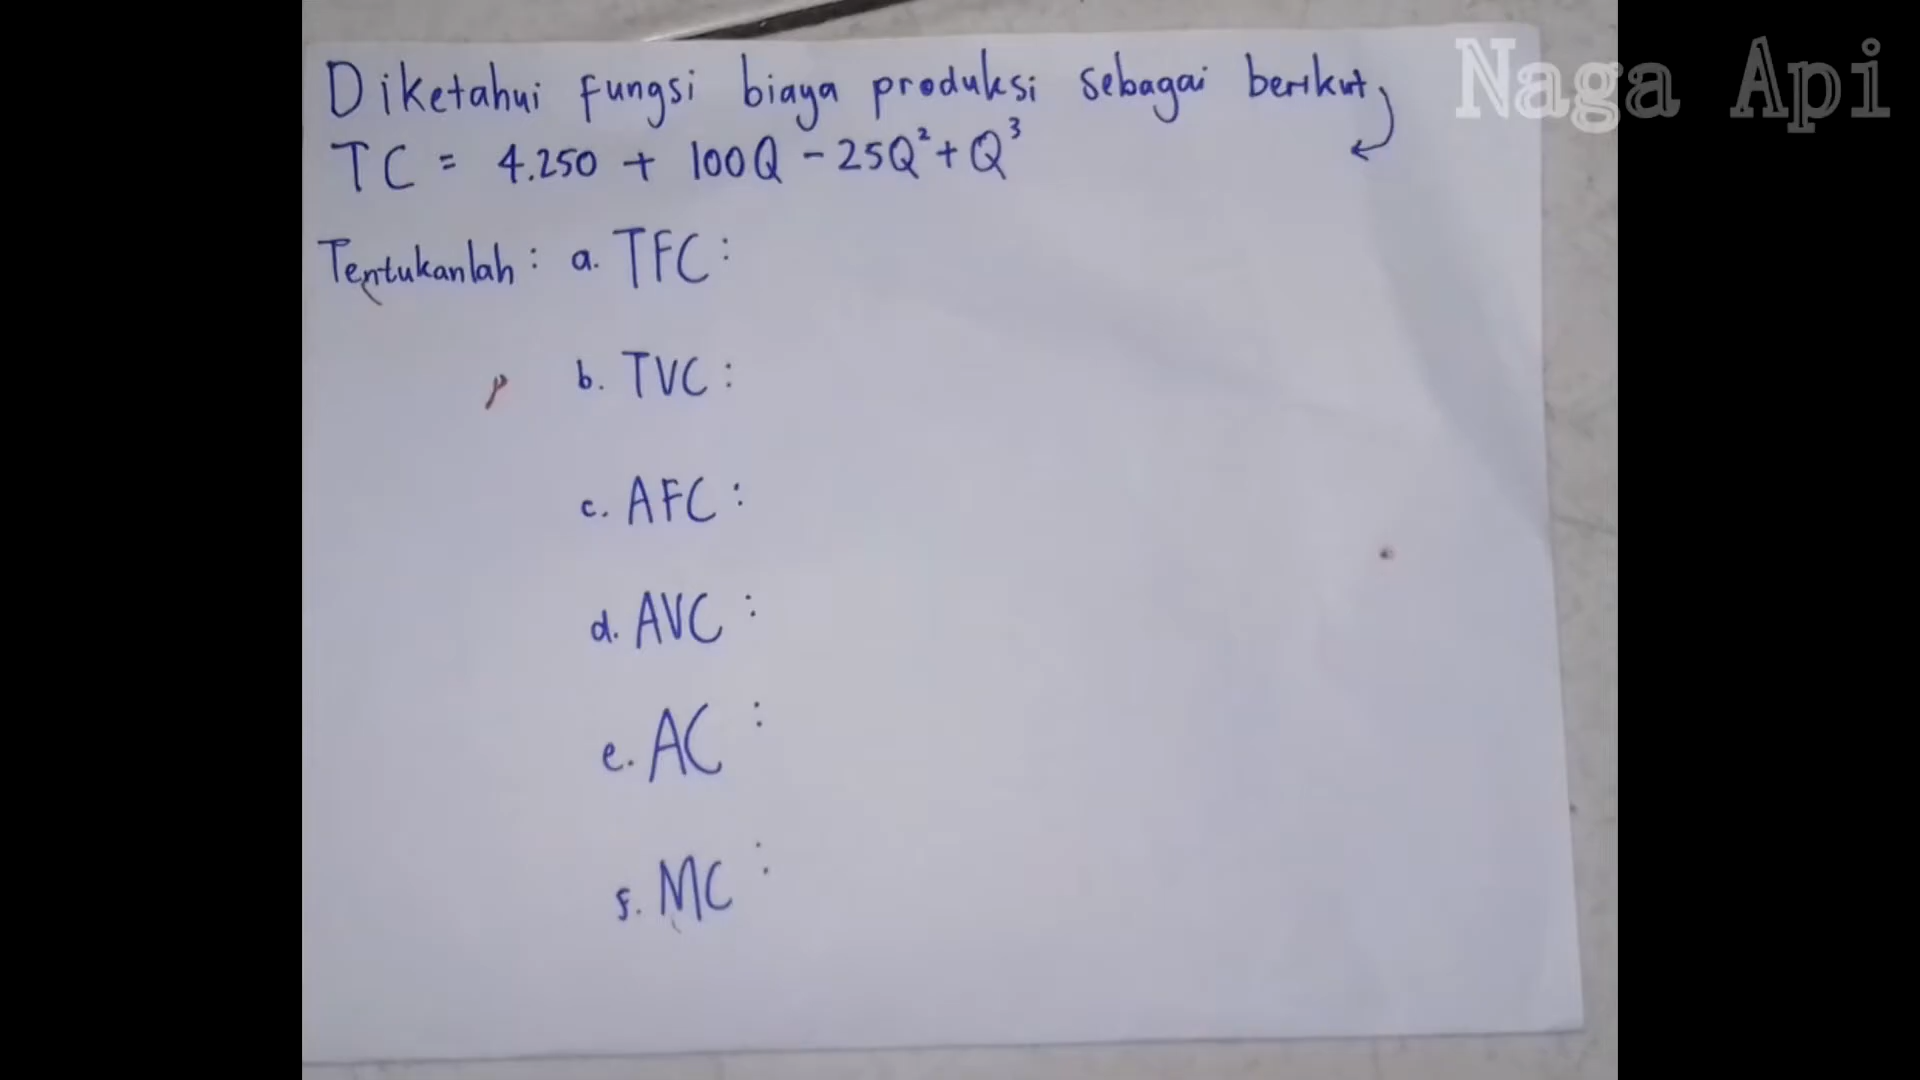 Naga Api
Diketahui fungsi biaya produksi sebagai berikut
TC = 4.250 + 100Q - 25Q² + Q³
Tentukanlah : a. TFC :
b. TVC :
c. AFC :
d. AVC :
e. AC :
f. MC :